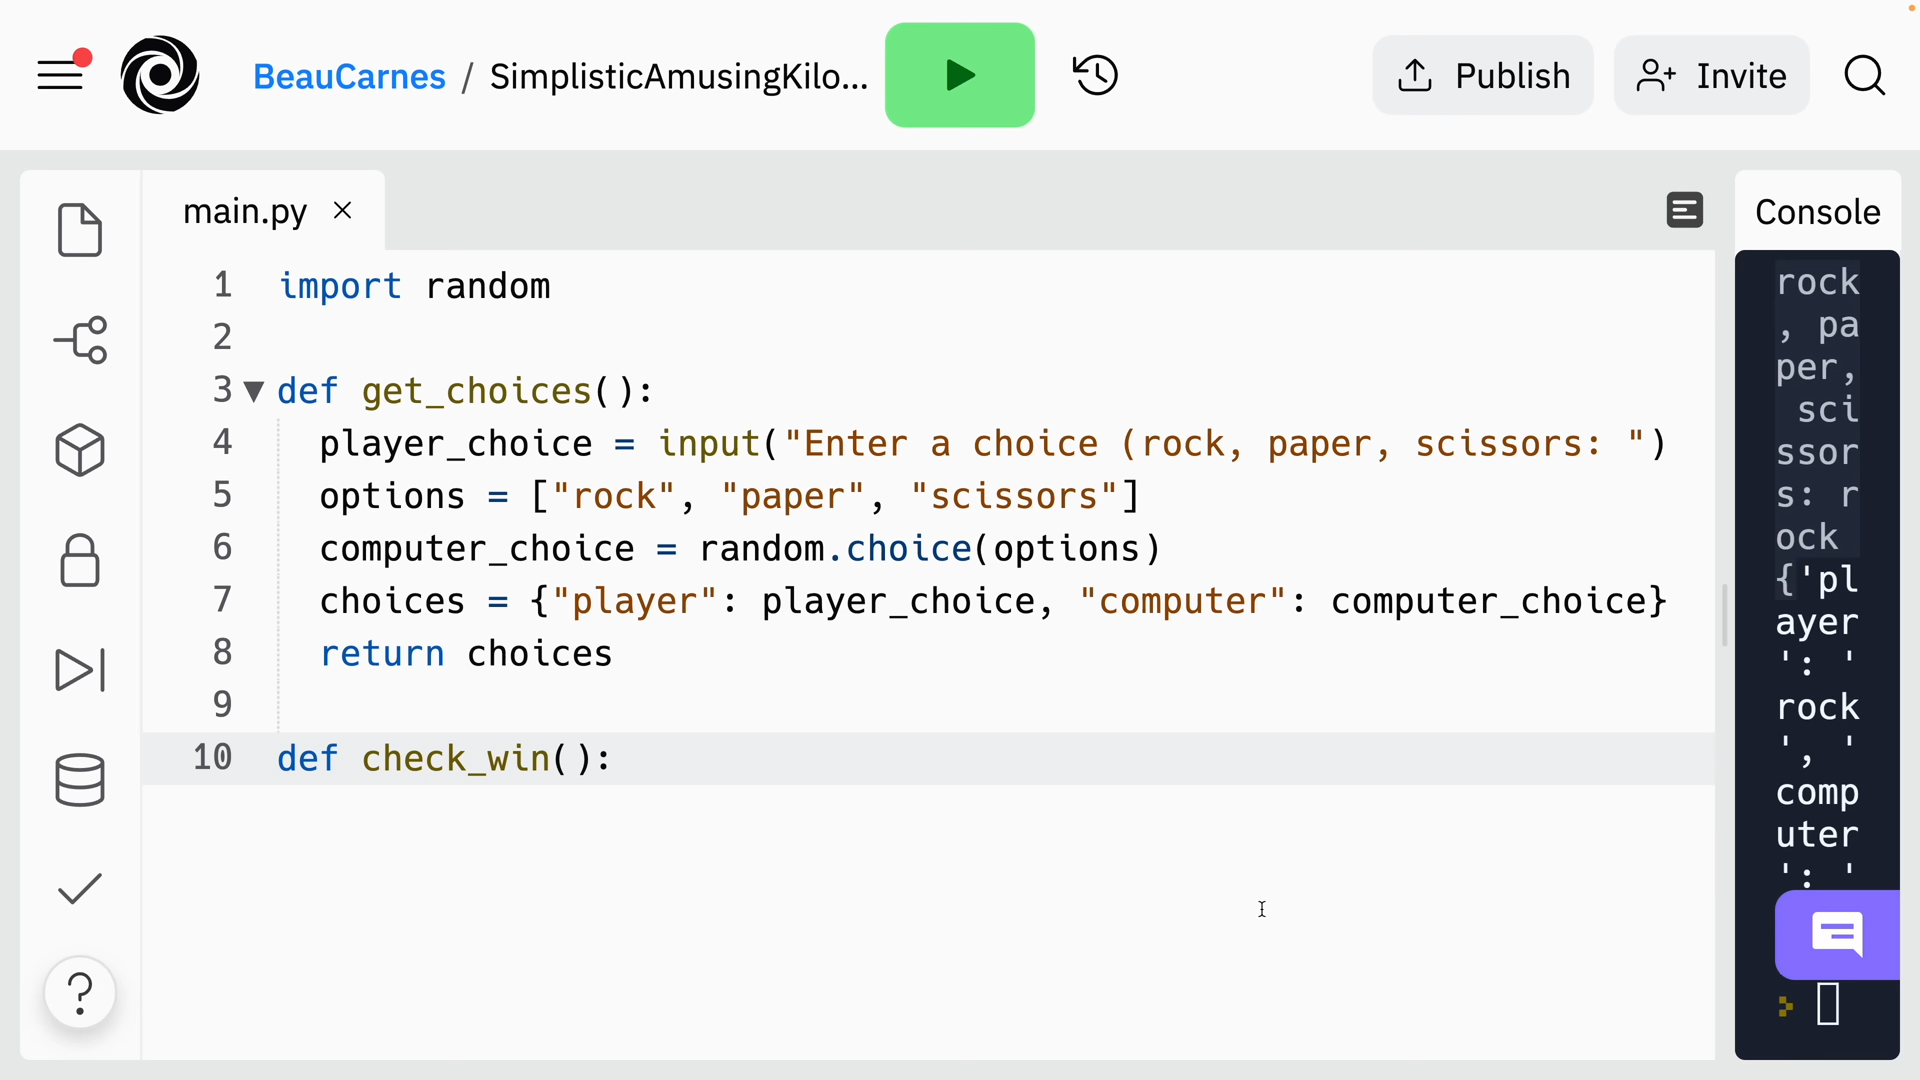 BeauCarnes / SimplisticAmusingKilo...
Publish
Invite
main.py
Console
1 import random
2
3 def get_choices():
4 player_choice = input("Enter a choice (rock, paper, scissors: ")
5 options = ["rock", "paper", "scissors"]
6 computer_choice = random.choice(options)
7 choices = {"player": player_choice, "computer": computer_choice}
8 return choices
9
10 def check_win():
rock
, pa
per,
sci
ssor
s: r
ock
{'pl
ayer
': '
rock
', '
comp
uter
': '
?